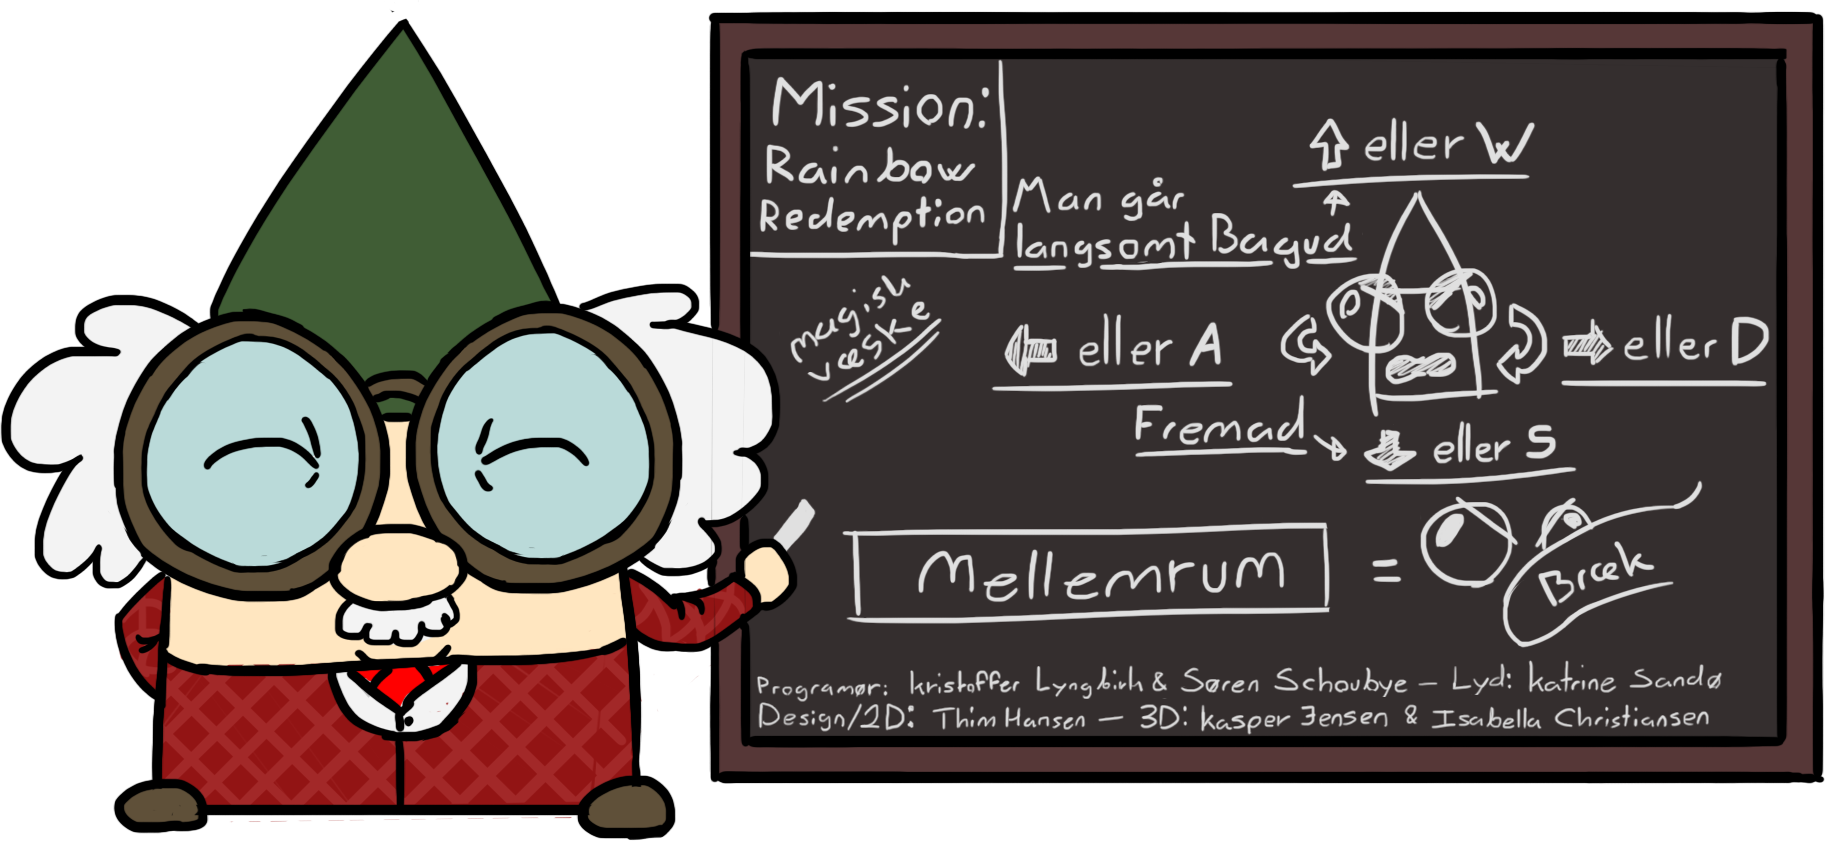 Mission:
Rainbow
Redemption
eller W
Man går
langsomt Bagud
magisk
væske
eller A
eller D
Fremad
eller S
Mellemrum
=
Bræk
Programør: Kristoffer Lyngbirk & Søren Schoubye – Lyd: Katrine Sandø
Design/2D: Thim Hansen – 3D: Kasper Jensen & Isabella Christiansen